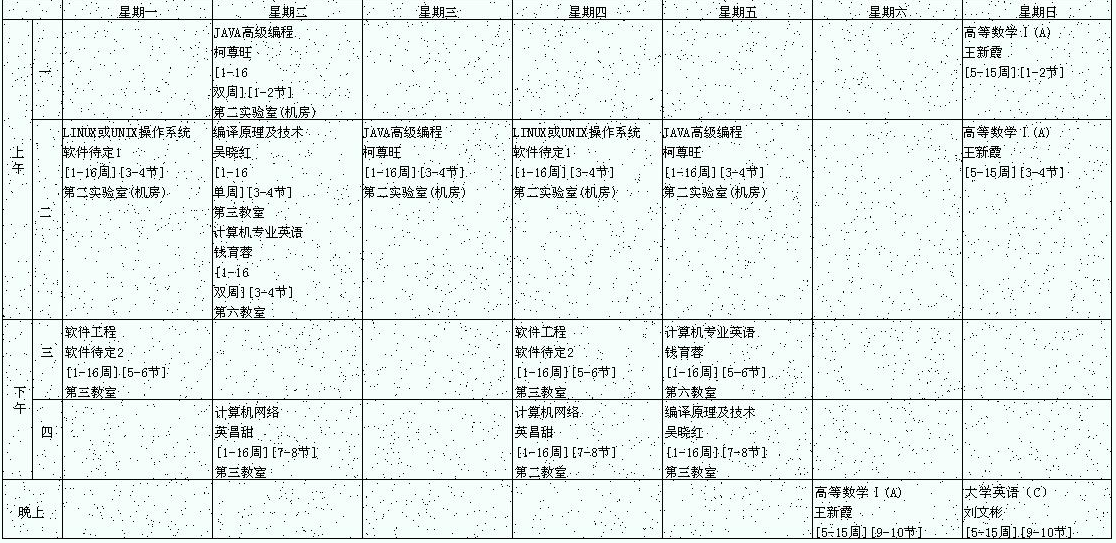 星期一 星期二 星期三 星期四 星期五 星期六 星期日
上午
一
JAVA高级编程
柯尊旺
[1-16
双周][1-2节]
第二实验室(机房)
高等数学Ⅰ(A)
王新霞
[5-15周][1-2节]
二
LINUX或UNIX操作系统
软件待定1
[1-16周][3-4节]
第二实验室(机房)
编译原理及技术
吴晓红
[1-16
单周][3-4节]
第三教室
计算机专业英语
钱育蓉
[1-16
双周][3-4节]
第六教室
JAVA高级编程
柯尊旺
[1-16周][3-4节]
第二实验室(机房)
LINUX或UNIX操作系统
软件待定1
[1-16周][3-4节]
第二实验室(机房)
JAVA高级编程
柯尊旺
[1-16周][3-4节]
第二实验室(机房)
高等数学Ⅰ(A)
王新霞
[5-15周][3-4节]
下午
三
软件工程
软件待定2
[1-16周][5-6节]
第三教室
软件工程
软件待定2
[1-16周][5-6节]
第三教室
计算机专业英语
钱育蓉
[1-16周][5-6节]
第六教室
四
计算机网络
英昌甜
[1-16周][7-8节]
第三教室
计算机网络
英昌甜
[1-16周][7-8节]
第二教室
编译原理及技术
吴晓红
[1-16周][7-8节]
第三教室
晚上
高等数学Ⅰ(A)
王新霞
[5-15周][9-10节]
大学英语（C）
刘文彬
[5-15周][9-10节]